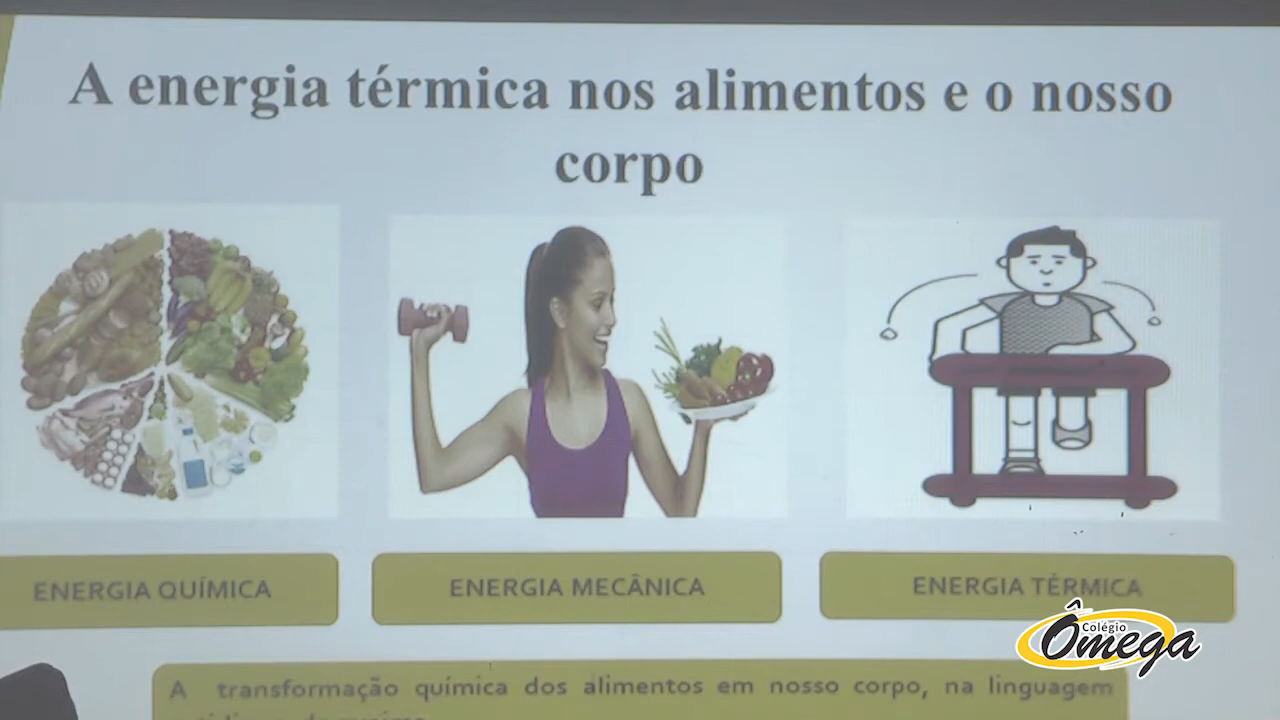 A energia térmica nos alimentos e o nosso
corpo
ENERGIA QUÍMICA
ENERGIA MECÂNICA
ENERGIA TÉRMICA
Colégio
Ômega
A transformação química dos alimentos em nosso corpo, na linguagem